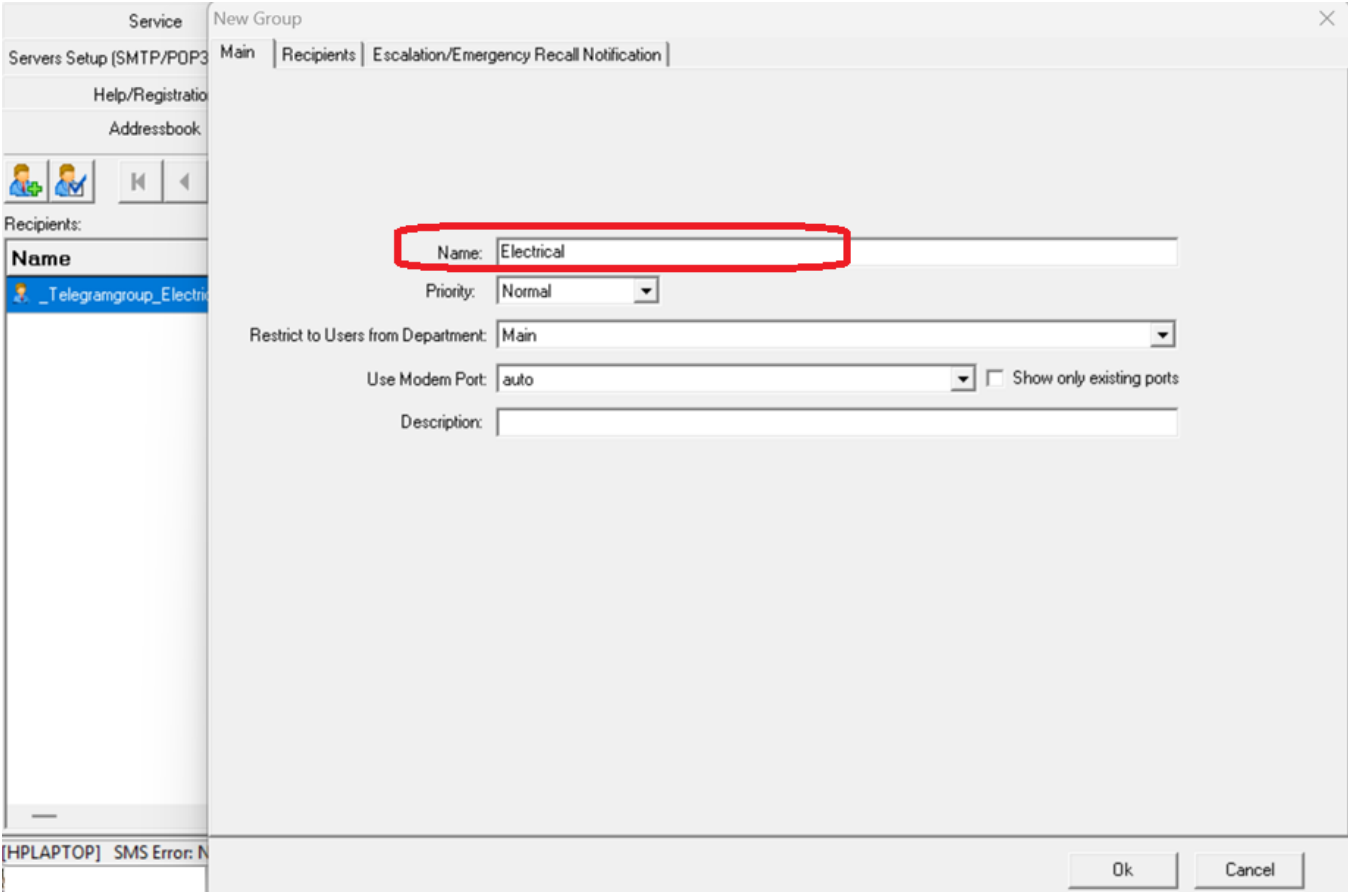 Service
New Group
Servers Setup (SMTP/POP3
Main
Recipients
Escalation/Emergency Recall Notification
Help/Registratio
Addressbook
Recipients:
Name
_Telegramgroup_Electri
Name: Electrical
Priority: Normal
Restrict to Users from Department: Main
Use Modem Port: auto
Show only existing ports
Description:
[HPLAPTOP] SMS Error: N
Ok
Cancel